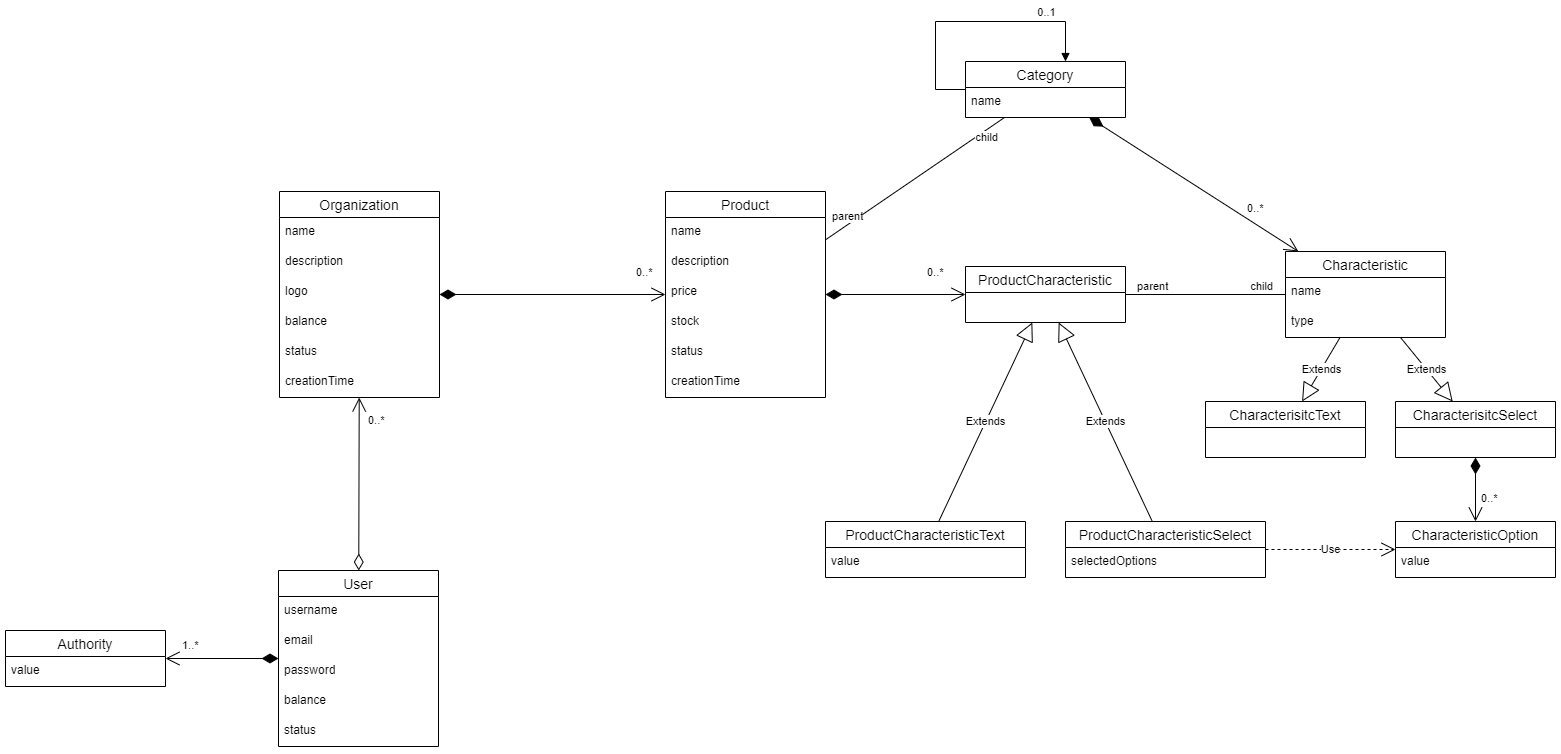 0..1
Category
name
child
0..*
Organization
name
description
logo
balance
status
creationTime
0..*
Product
name
description
price
stock
status
creationTime
parent
0..*
ProductCharacteristic
parent
child
Characteristic
name
type
Extends
Extends
CharacterisitcText
CharacterisitcSelect
0..*
Extends
Extends
0..*
ProductCharacteristicText
value
ProductCharacteristicSelect
selectedOptions
Use
CharacteristicOption
value
User
username
email
password
balance
status
1..*
Authority
value